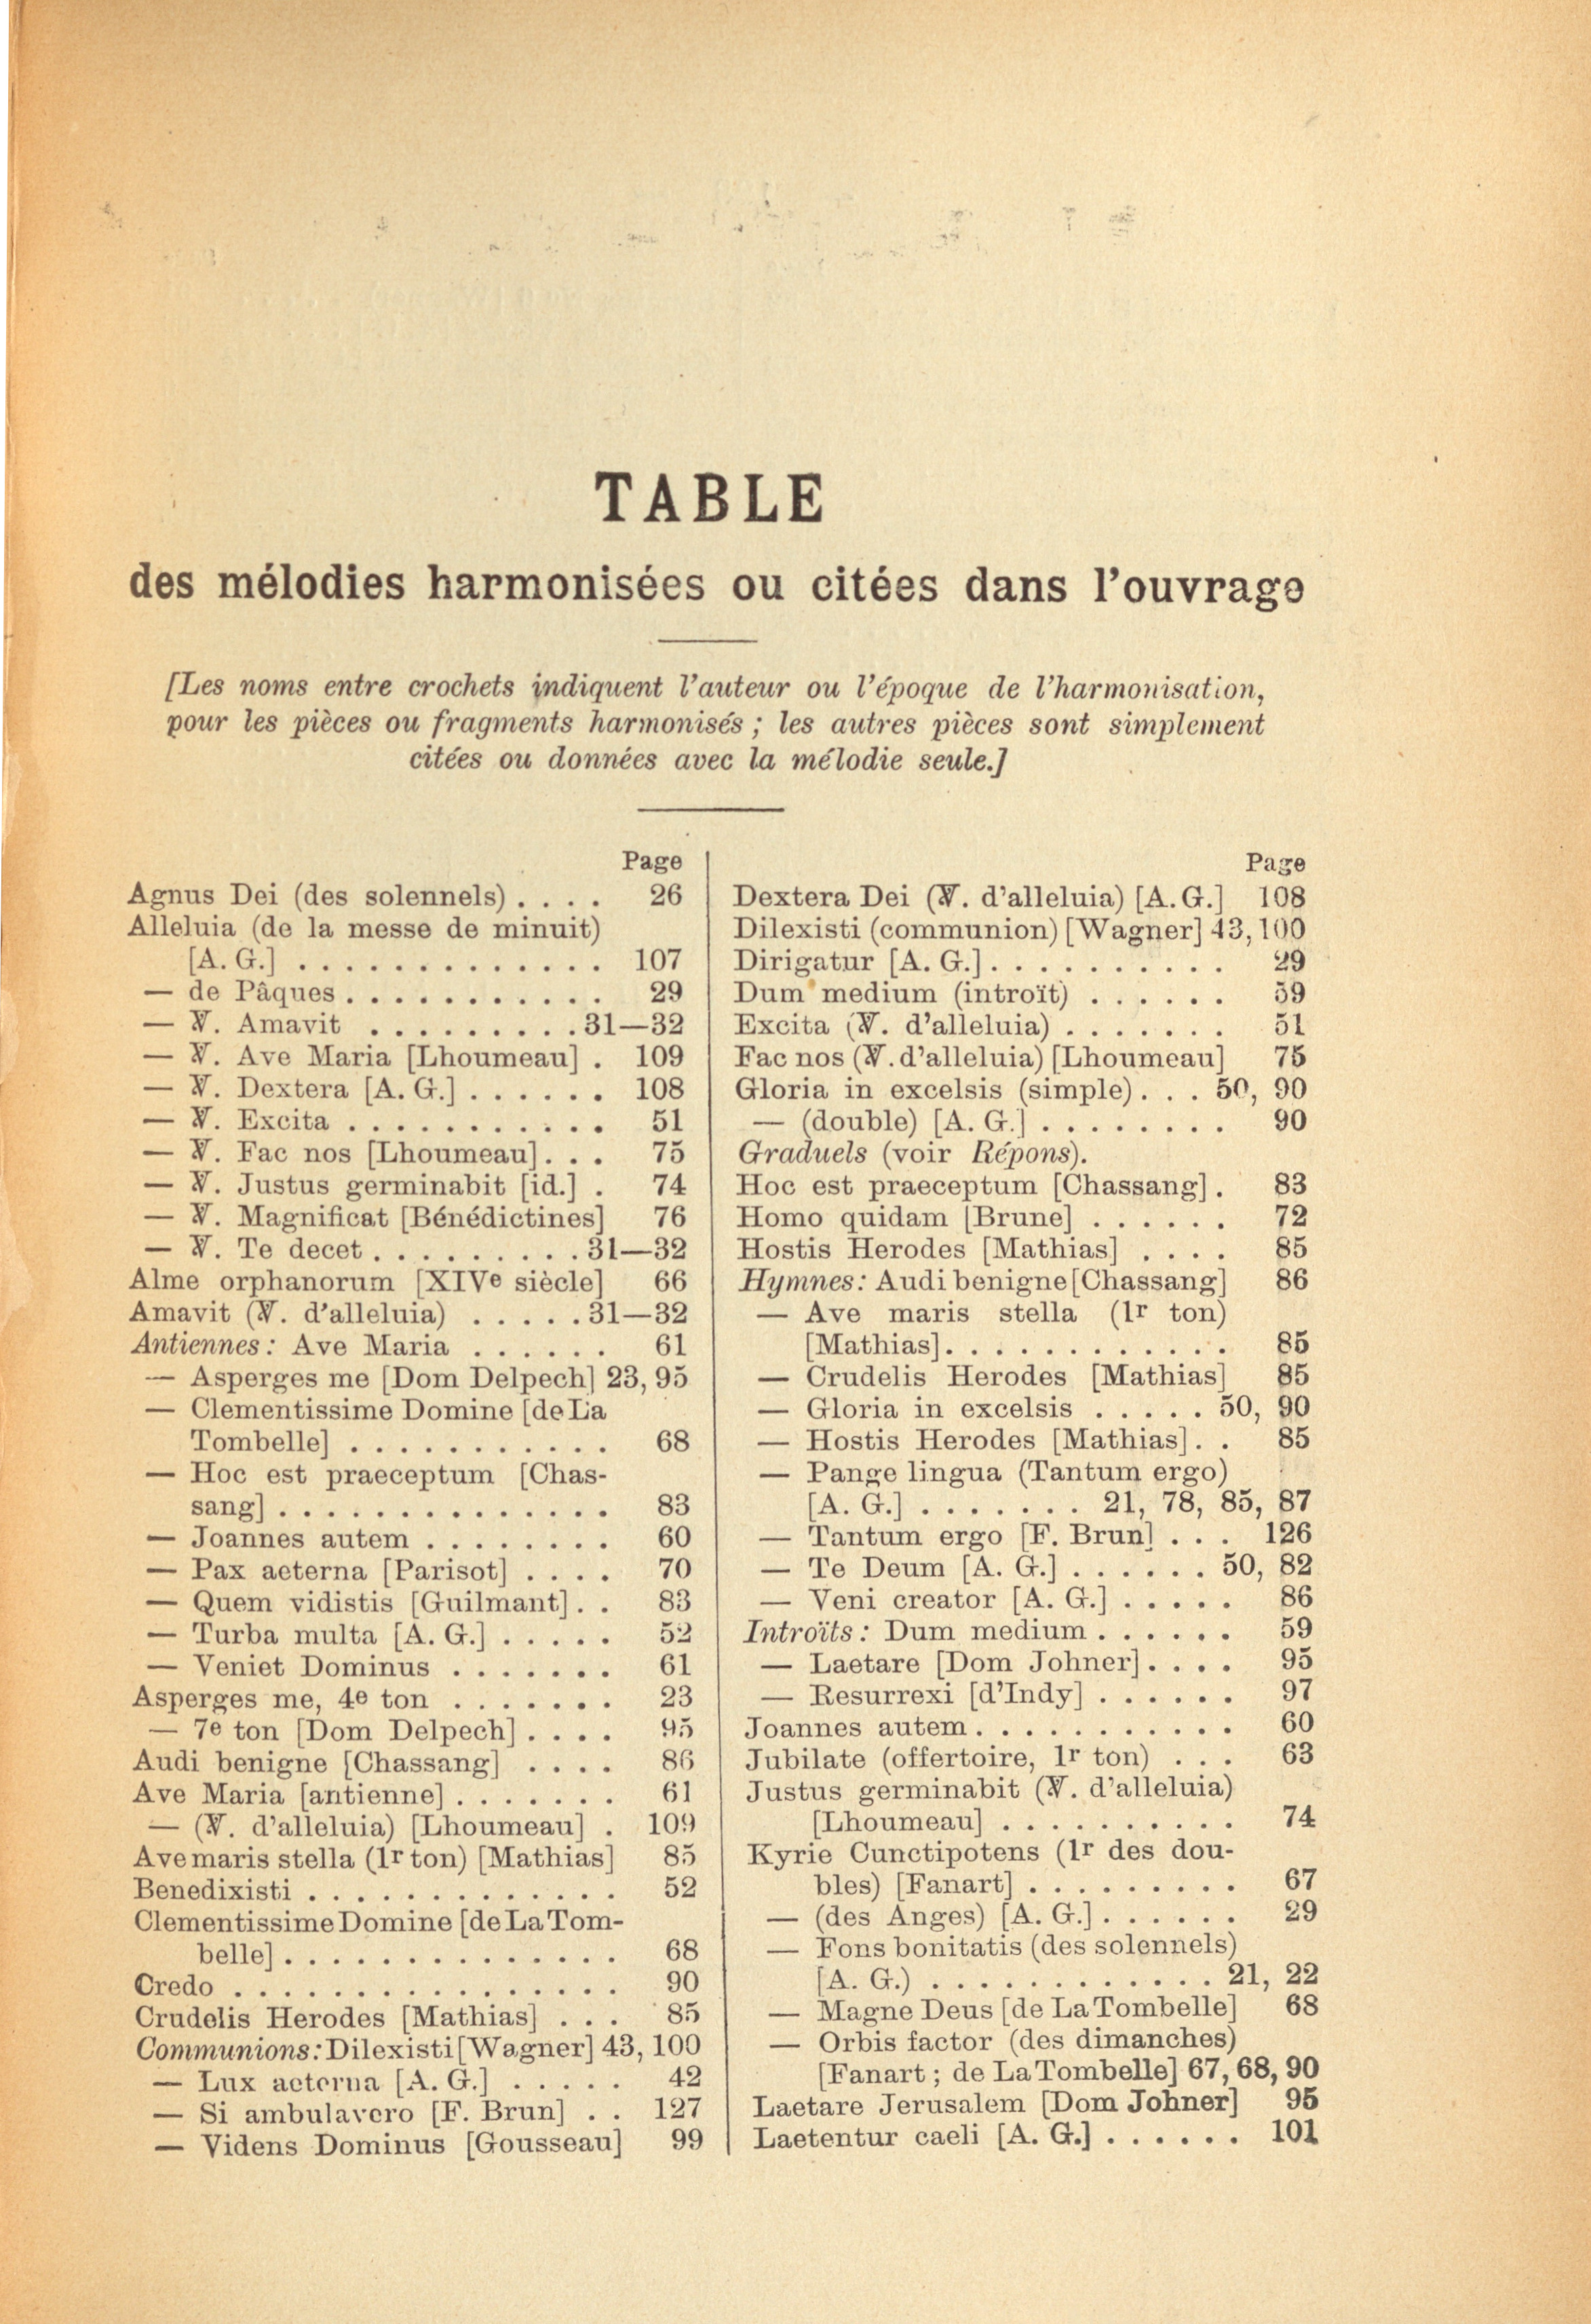 TABLE
des mélodies harmonisées ou citées dans l'ouvrage
[Les noms entre crochets indiquent l'auteur ou l'époque de l'harmonisation,
pour les pièces ou fragments harmonisés ; les autres pièces sont simplement
citées ou données avec la mélodie seule.]
Page
Agnus Dei (des solennels) . . . . 26
Alleluia (de la messe de minuit)
[A. G.] . . . . . . . . . . . . . 107
— de Pâques . . . . . . . . . . . 29
— ℣. Amavit . . . . . . . . . 31—32
— ℣. Ave Maria [Lhoumeau] . 109
— ℣. Dextera [A. G.] . . . . . . 108
— ℣. Excita . . . . . . . . . . . 51
— ℣. Fac nos [Lhoumeau] . . . 75
— ℣. Justus germinabit [id.] . 74
— ℣. Magnificat [Bénédictines] 76
— ℣. Te decet . . . . . . . . . 31—32
Alme orphanorum [XIVe siècle] 66
Amavit (℣. d'alleluia) . . . . . 31—32
Antiennes : Ave Maria . . . . . . 61
— Asperges me [Dom Delpech] 23, 95
— Clementissime Domine [de La
Tombelle] . . . . . . . . . . . 68
— Hoc est praeceptum [Chas-
sang] . . . . . . . . . . . . . . 83
— Joannes autem . . . . . . . . 60
— Pax aeterna [Parisot] . . . . 70
— Quem vidistis [Guilmant] . . 83
— Turba multa [A. G.] . . . . . 52
— Veniet Dominus . . . . . . . 61
Asperges me, 4e ton . . . . . . . 23
— 7e ton [Dom Delpech] . . . . 95
Audi benigne [Chassang] . . . . 86
Ave Maria [antienne] . . . . . . . 61
— (℣. d'alleluia) [Lhoumeau] . 109
Ave maris stella (1r ton) [Mathias] 85
Benedixisti . . . . . . . . . . . . . 52
Clementissime Domine [de La Tom-
belle] . . . . . . . . . . . . . . 68
Credo . . . . . . . . . . . . . . . . 90
Crudelis Herodes [Mathias] . . . 85
Communions : Dilexisti [Wagner] 43, 100
— Lux aeterna [A. G.] . . . . . 42
— Si ambulavero [F. Brun] . . 127
— Videns Dominus [Gousseau] 99
Page
Dextera Dei (℣. d'alleluia) [A. G.] 108
Dilexisti (communion) [Wagner] 43, 100
Dirigatur [A. G.] . . . . . . . . . . 29
Dum medium (introït) . . . . . . 59
Excita (℣. d'alleluia) . . . . . . . 51
Fac nos (℣. d'alleluia) [Lhoumeau] 75
Gloria in excelsis (simple) . . . 50, 90
— (double) [A. G.] . . . . . . . . 90
Graduels (voir Répons).
Hoc est praeceptum [Chassang] . 83
Homo quidam [Brune] . . . . . . 72
Hostis Herodes [Mathias] . . . . 85
Hymnes : Audi benigne [Chassang] 86
— Ave maris stella (1r ton)
[Mathias] . . . . . . . . . . . . 85
— Crudelis Herodes [Mathias] 85
— Gloria in excelsis . . . . . 50, 90
— Hostis Herodes [Mathias] . . 85
— Pange lingua (Tantum ergo)
[A. G.] . . . . . . . 21, 78, 85, 87
— Tantum ergo [F. Brun] . . . 126
— Te Deum [A. G.] . . . . . . 50, 82
— Veni creator [A. G.] . . . . . 86
Introïts : Dum medium . . . . . . 59
— Laetare [Dom Johner] . . . . 95
— Resurrexi [d'Indy] . . . . . . 97
Joannes autem . . . . . . . . . . . 60
Jubilate (offertoire, 1r ton) . . . 63
Justus germinabit (℣. d'alleluia)
[Lhoumeau] . . . . . . . . . . 74
Kyrie Cunctipotens (1r des dou-
bles) [Fanart] . . . . . . . . . 67
— (des Anges) [A. G.] . . . . . . 29
— Fons bonitatis (des solennels)
[A. G.) . . . . . . . . . . . . 21, 22
— Magne Deus [de La Tombelle] 68
— Orbis factor (des dimanches)
[Fanart ; de La Tombelle] 67, 68, 90
Laetare Jerusalem [Dom Johner] 95
Laetentur caeli [A. G.] . . . . . . 101